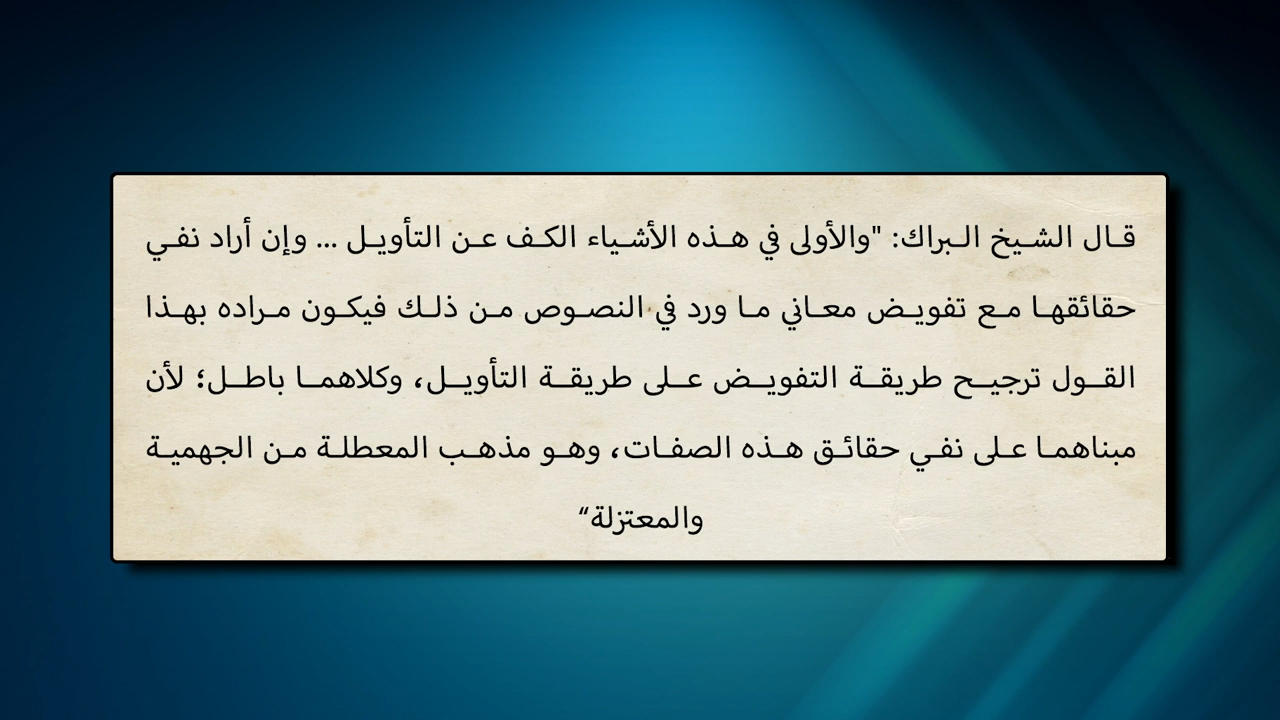 قال الشيخ البراك: "والأولى في هذه الأشياء الكف عن التأويل ... وإن أراد نفي
حقائقها مع تفويض معاني ما ورد في النصوص من ذلك فيكون مراده بهذا
القول ترجيح طريقة التفويض على طريقة التأويل، وكلاهما باطل؛ لأن
مبناهما على نفي حقائق هذه الصفات، وهو مذهب المعطلة من الجهمية
والمعتزلة“